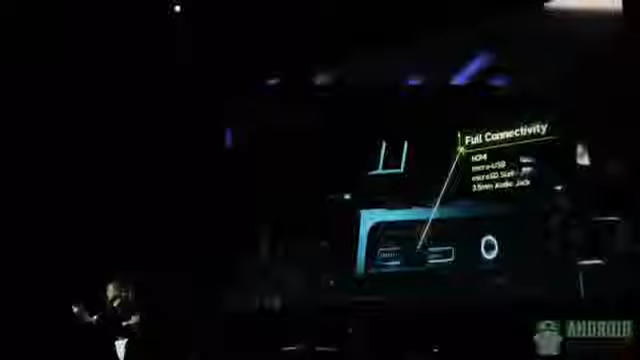 Full Connectivity
HDMI
micro-USB
microSD Slot
3.5mm Audio Jack
ANDROID